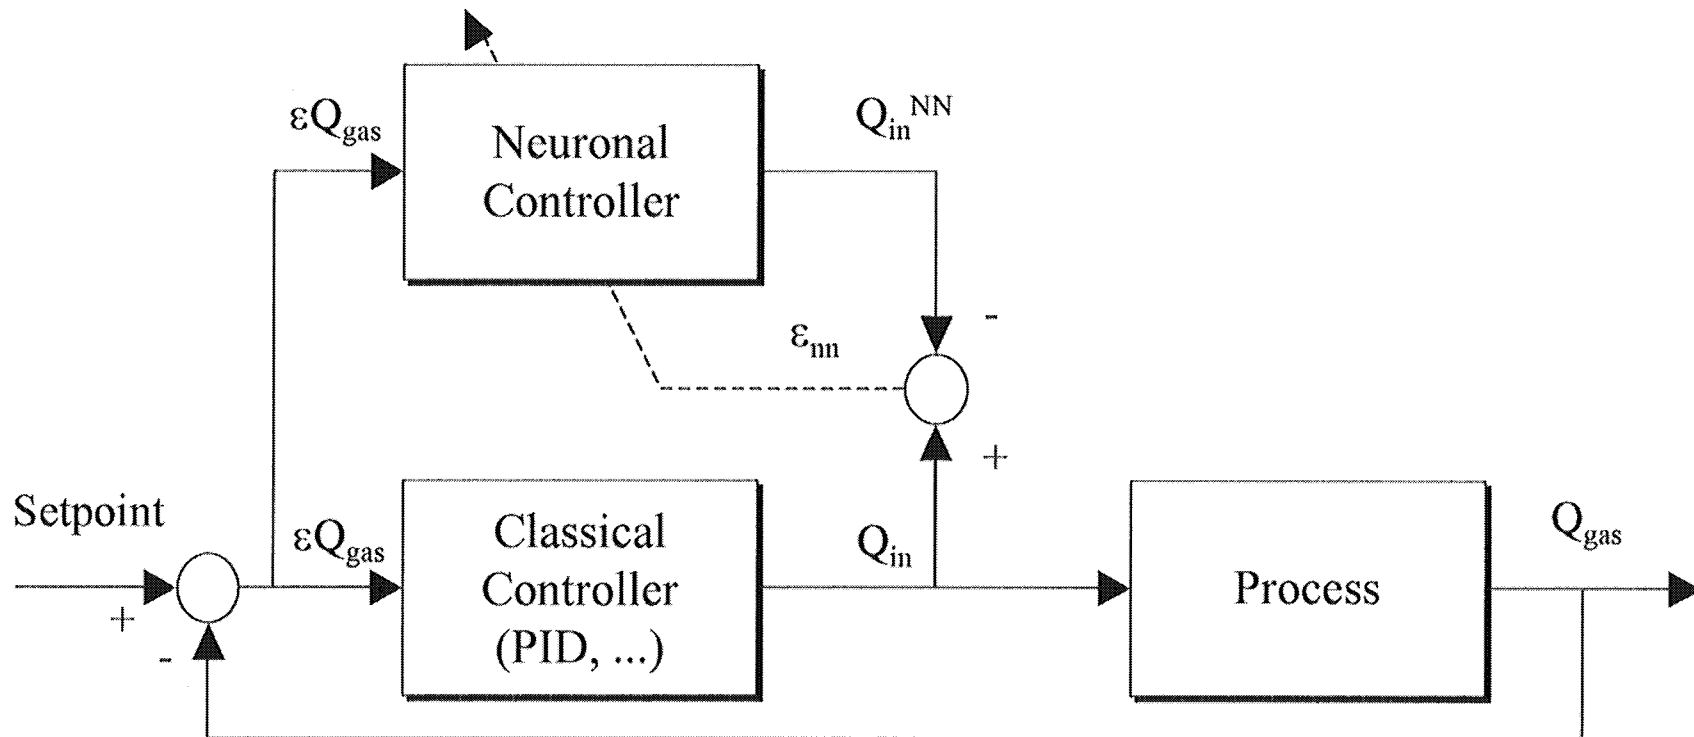 εQgas
Neuronal
Controller
QinNN
-
εnn
+
Setpoint
εQgas
Classical
Controller
(PID, ...)
Qin
Process
Qgas
+
-